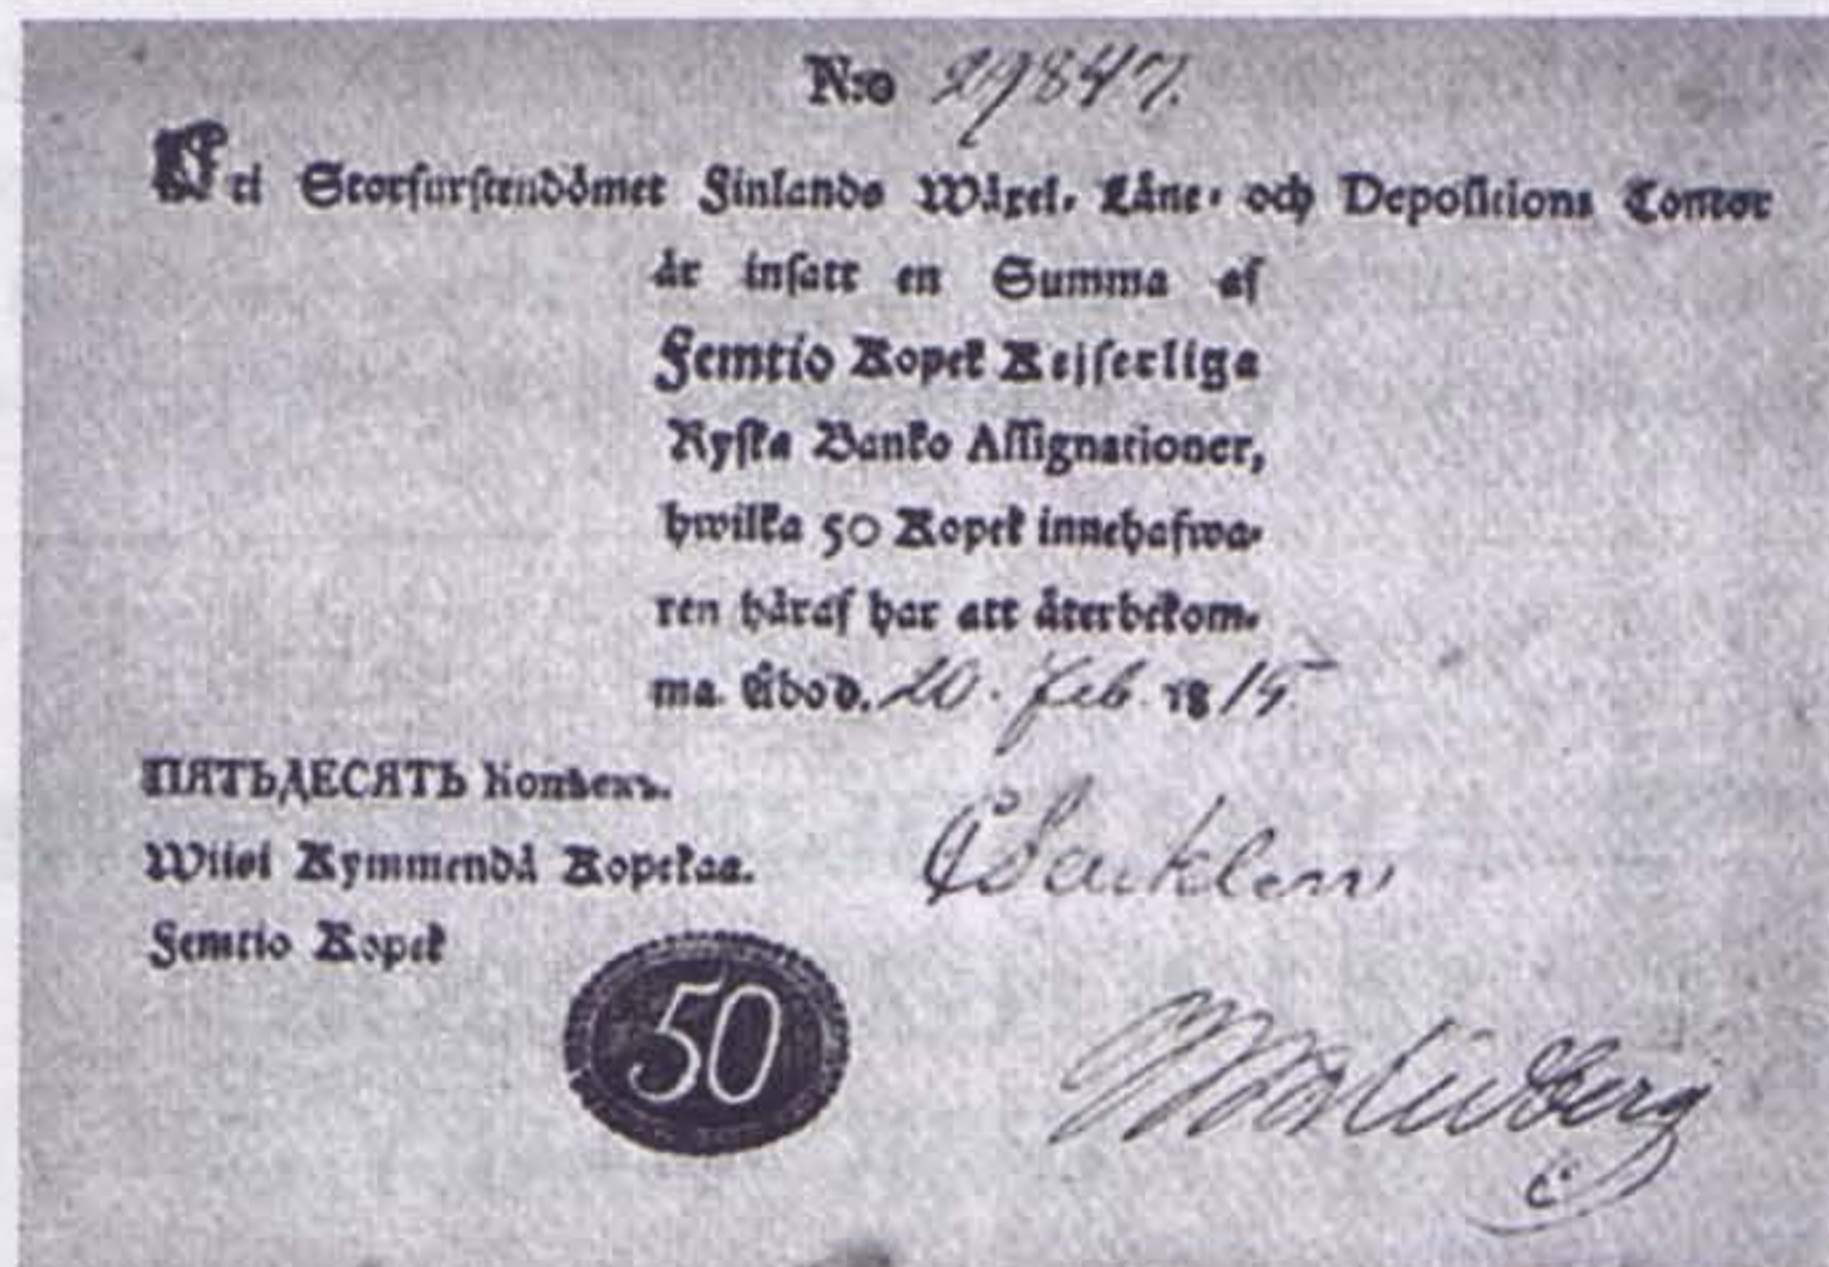 N:o 29847.
Uti Storfurstendömet Finlands Wäxel- Låne- och Depositions Contor
är insatt en Summa af
Femtio Kopek Kejserliga
Ryska Banko Assignationer,
hwilka 50 Kopek innehafwa-
ren häraf har att återbekom-
ma. Åbo d. 20. Feb. 1815
ПЯТЬДЕСЯТЬ Копѣекъ.
Wiisi Kymmendä Kopekaa.
Femtio Kopek
50